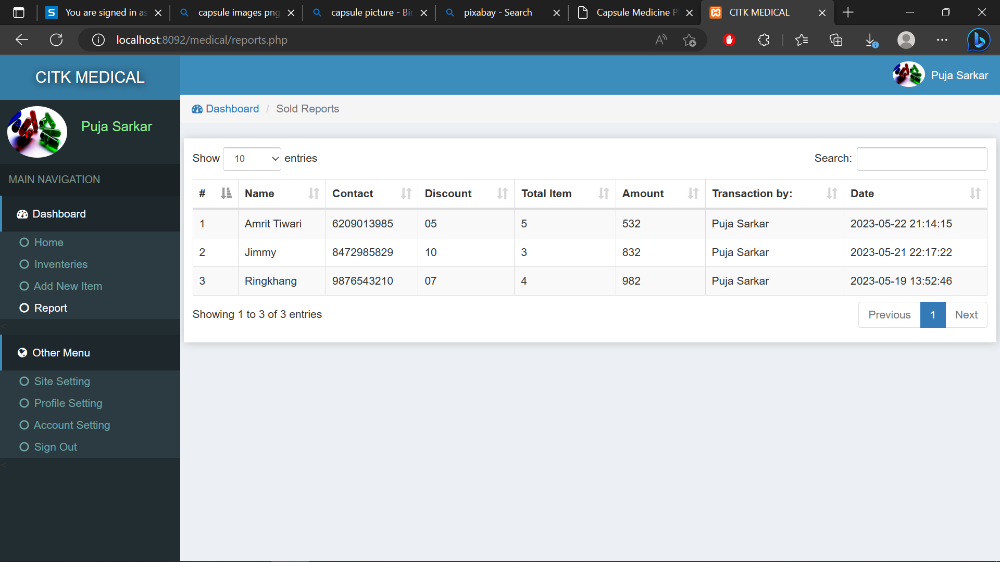 You are signed in as
capsule images png
capsule picture - Bin
pixabay - Search
Capsule Medicine P
CITK MEDICAL
localhost:8092/medical/reports.php
CITK MEDICAL
Puja Sarkar
Puja Sarkar
MAIN NAVIGATION
Dashboard
Home
Inventeries
Add New Item
Report
<
Other Menu
Site Setting
Profile Setting
Account Setting
Sign Out
<
Dashboard / Sold Reports
Show 10 entries
Search:
# Name Contact Discount Total Item Amount Transaction by: Date
1 Amrit Tiwari 6209013985 05 5 532 Puja Sarkar 2023-05-22 21:14:15
2 Jimmy 8472985829 10 3 832 Puja Sarkar 2023-05-21 22:17:22
3 Ringkhang 9876543210 07 4 982 Puja Sarkar 2023-05-19 13:52:46
Showing 1 to 3 of 3 entries
Previous 1 Next